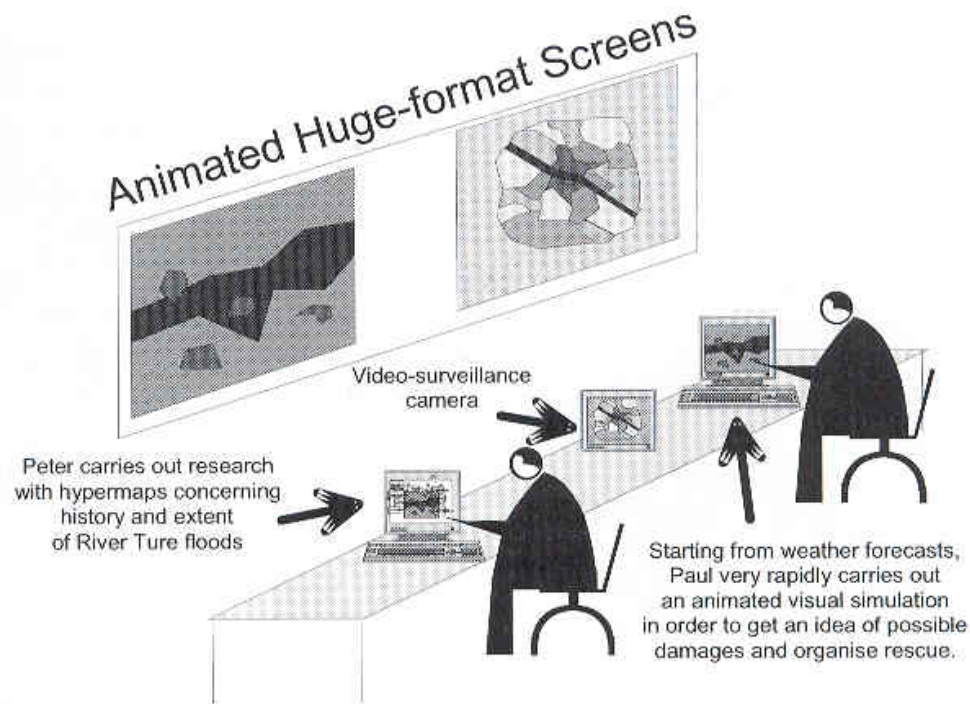 Animated Huge-format Screens
Video-surveillance
camera
Peter carries out research
with hypermaps concerning
history and extent
of River Ture floods
Starting from weather forecasts,
Paul very rapidly carries out
an animated visual simulation
in order to get an idea of possible
damages and organise rescue.